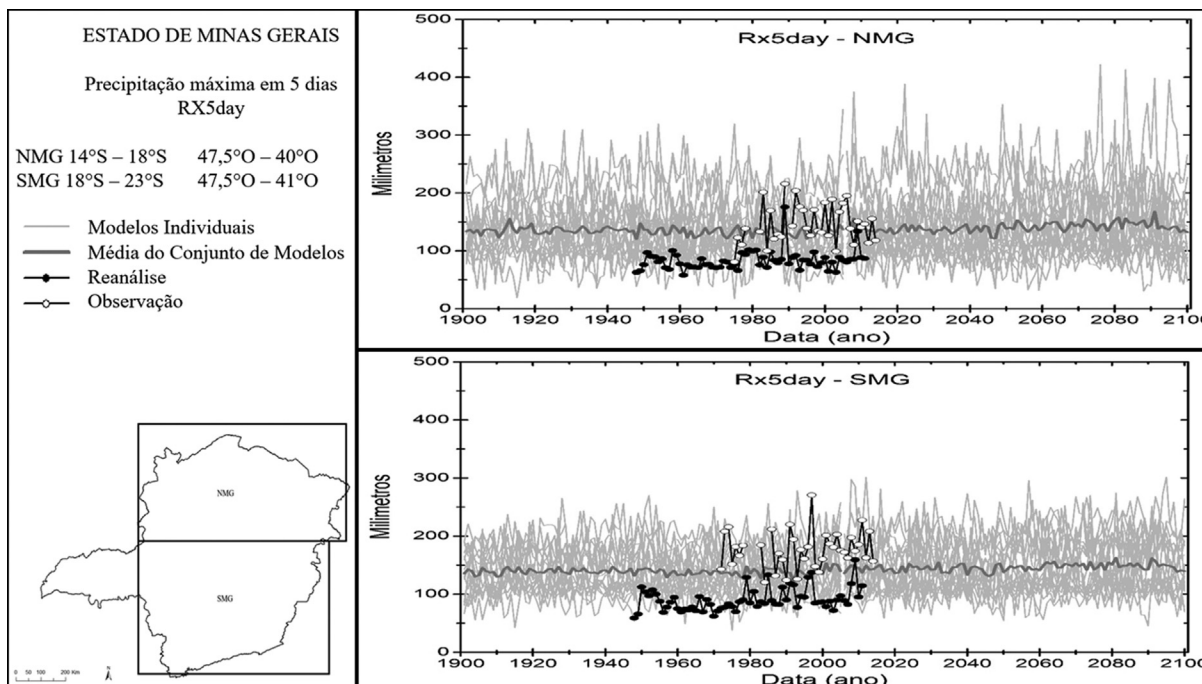 ESTADO DE MINAS GERAIS
Precipitação máxima em 5 dias
RX5day
NMG 14°S – 18°S 47,5°O – 40°O
SMG 18°S – 23°S 47,5°O – 41°O
Modelos Individuais
Média do Conjunto de Modelos
Reanálise
Observação
NMG
SMG
0 50 100 200 Km
N
Rx5day - NMG
Milimetros
500
400
300
200
100
0
1900 1920 1940 1960 1980 2000 2020 2040 2060 2080 2100
Data (ano)
Rx5day - SMG
Milimetros
500
400
300
200
100
0
1900 1920 1940 1960 1980 2000 2020 2040 2060 2080 2100
Data (ano)